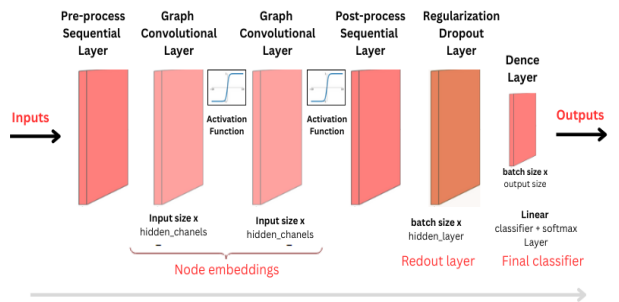 Pre-process
Sequential
Layer
Graph
Convolutional
Layer
Graph
Convolutional
Layer
Post-process
Sequential
Layer
Regularization
Dropout
Layer
Dence
Layer
Inputs
Activation
Function
Activation
Function
Outputs
batch size x
output size
Input size x
hidden_chanels
Input size x
hidden_chanels
batch size x
hidden_layer
Linear
classifier + softmax
Layer
Node embeddings
Redout layer
Final classifier